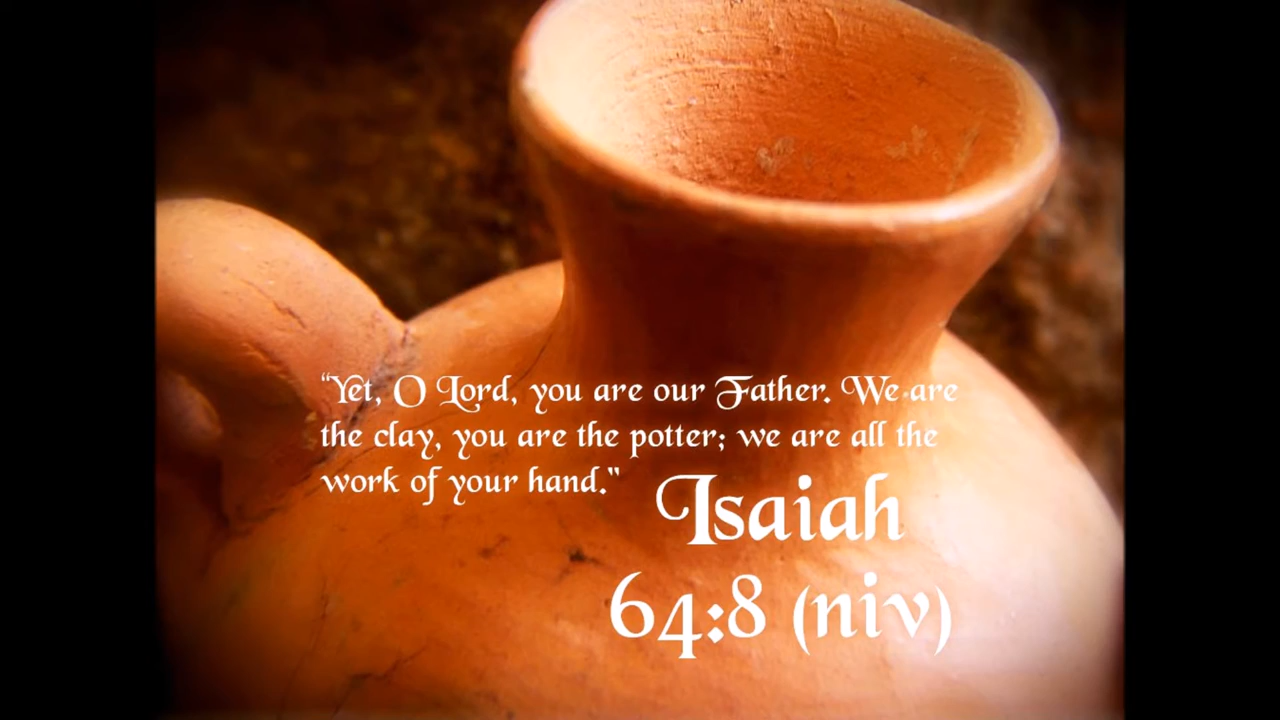 “Yet, O Lord, you are our Father. We are
the clay, you are the potter; we are all the
work of your hand."
Isaiah
64:8 (niv)